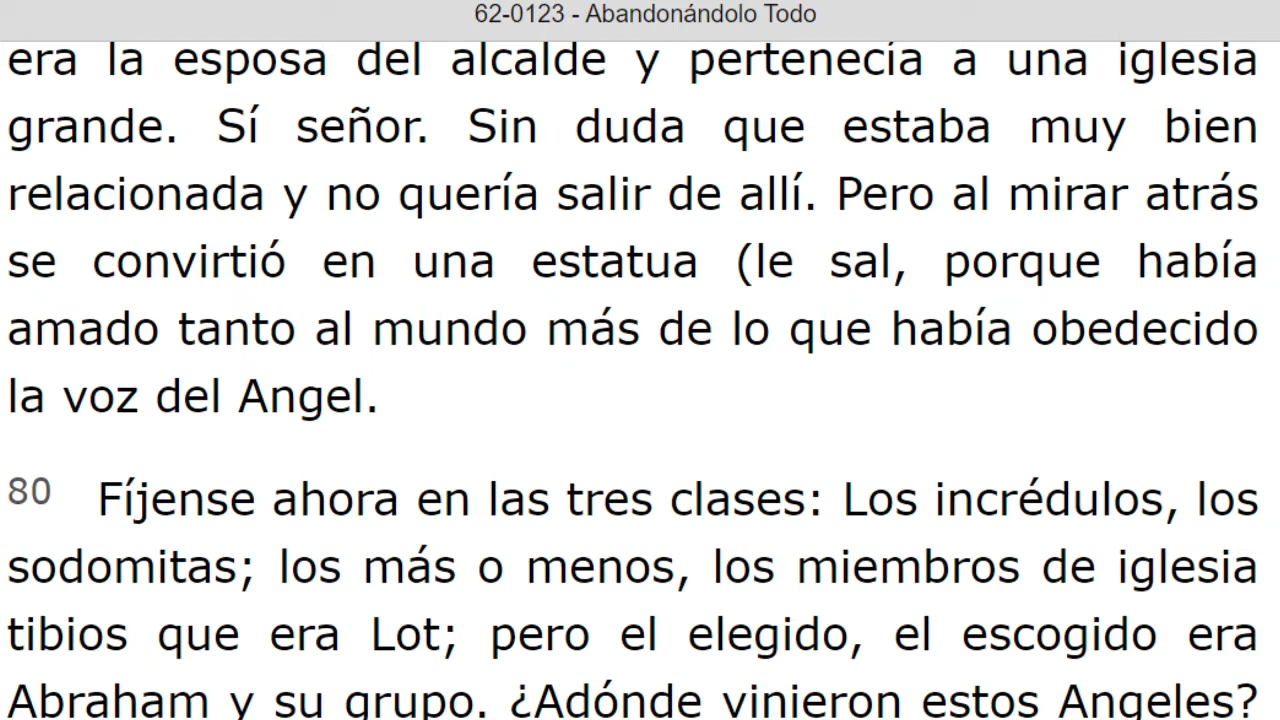 62-0123 - Abandonándolo Todo
era la esposa del alcalde y pertenecía a una iglesia
grande. Sí señor. Sin duda que estaba muy bien
relacionada y no quería salir de allí. Pero al mirar atrás
se convirtió en una estatua (le sal, porque había
amado tanto al mundo más de lo que había obedecido
la voz del Angel.
80 Fíjense ahora en las tres clases: Los incrédulos, los
sodomitas; los más o menos, los miembros de iglesia
tibios que era Lot; pero el elegido, el escogido era
Abraham y su grupo. ¿Adónde vinieron estos Angeles?